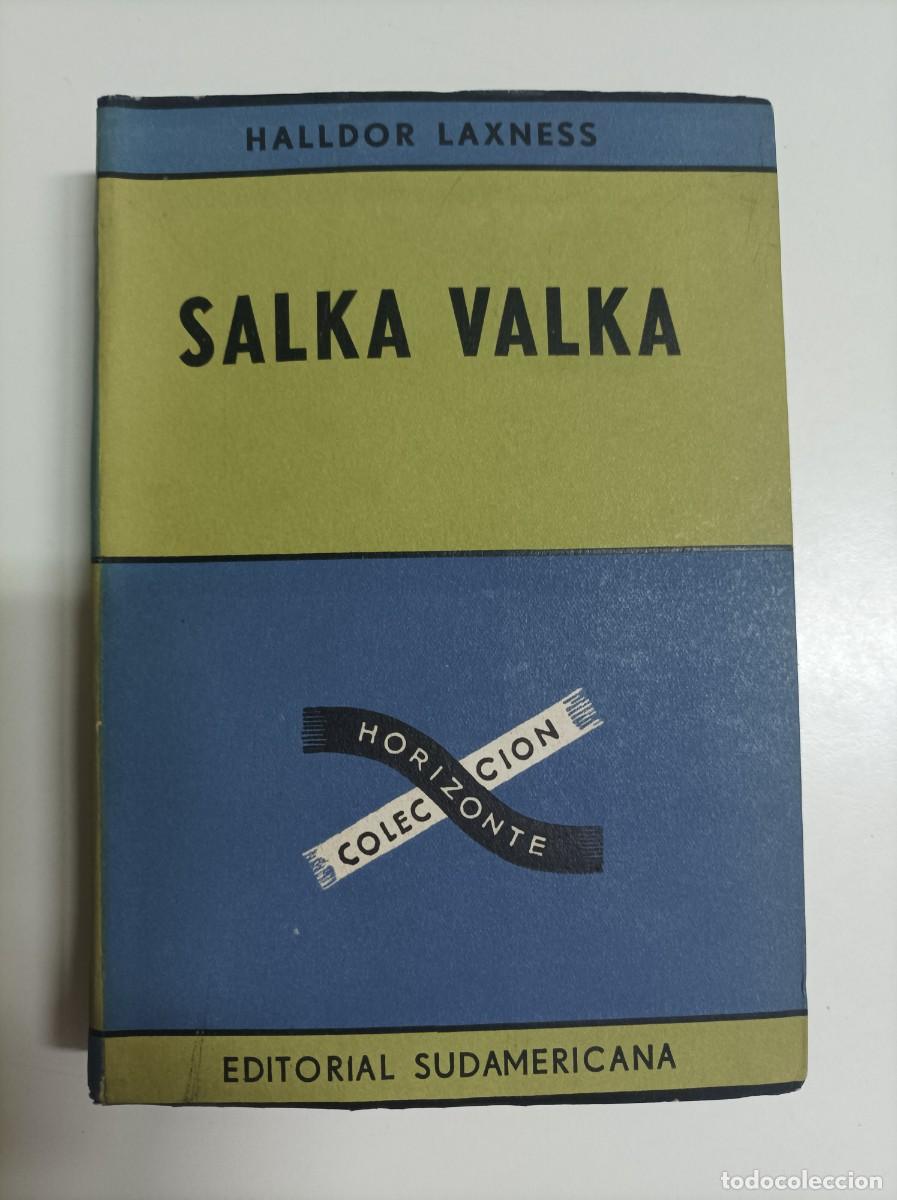 HALLDOR LAXNESS
SALKA VALKA
HORIZONTE
COLECCION
EDITORIAL SUDAMERICANA
todocoleccion